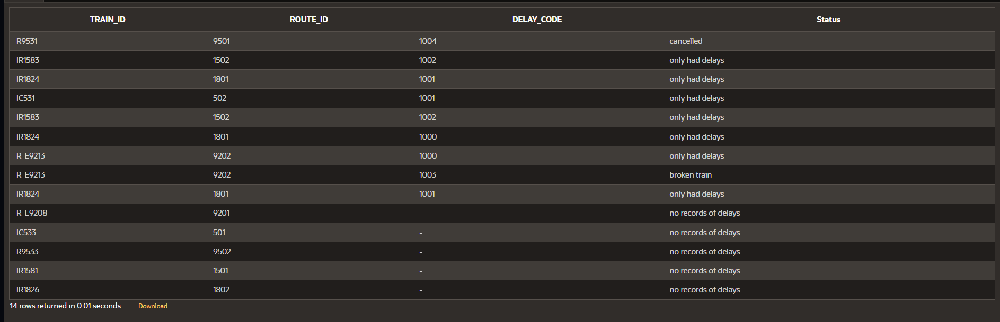 TRAIN_ID ROUTE_ID DELAY_CODE Status
R9531 9501 1004 cancelled
IR1583 1502 1002 only had delays
IR1824 1801 1001 only had delays
IC531 502 1001 only had delays
IR1583 1502 1002 only had delays
IR1824 1801 1000 only had delays
R-E9213 9202 1000 only had delays
R-E9213 9202 1003 broken train
IR1824 1801 1001 only had delays
R-E9208 9201 - no records of delays
IC533 501 - no records of delays
R9533 9502 - no records of delays
IR1581 1501 - no records of delays
IR1826 1802 - no records of delays
14 rows returned in 0.01 seconds Download